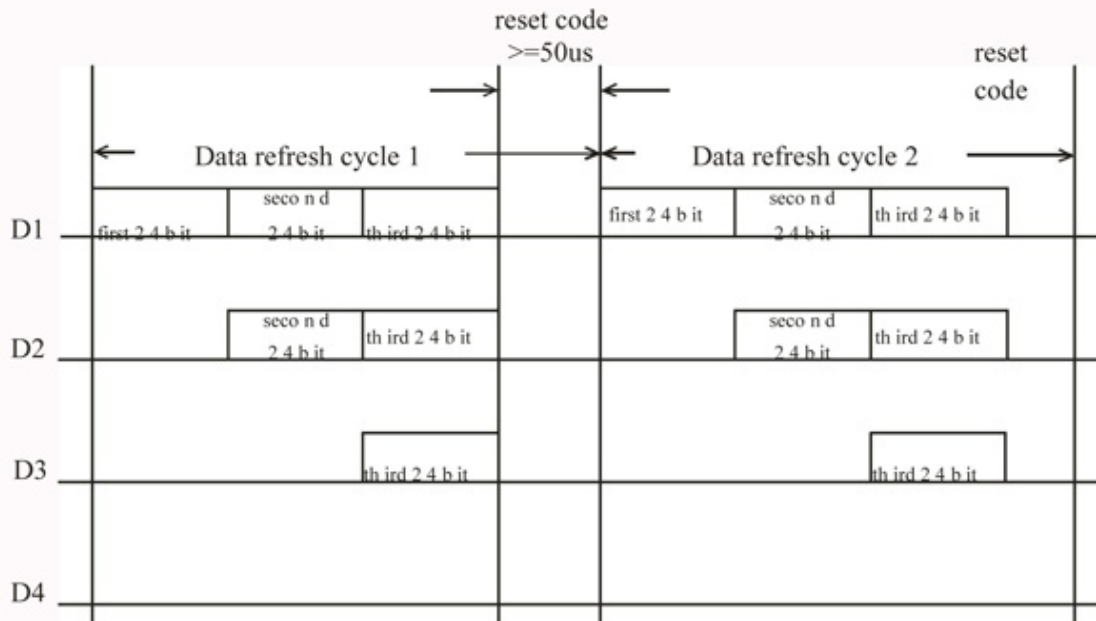 reset code
>=50us
reset
code
Data refresh cycle 1
Data refresh cycle 2
D1
first 2 4 b it
seco n d
2 4 b it
th ird 2 4 b it
first 2 4 b it
seco n d
2 4 b it
th ird 2 4 b it
D2
seco n d
2 4 b it
th ird 2 4 b it
seco n d
2 4 b it
th ird 2 4 b it
D3
th ird 2 4 b it
th ird 2 4 b it
D4